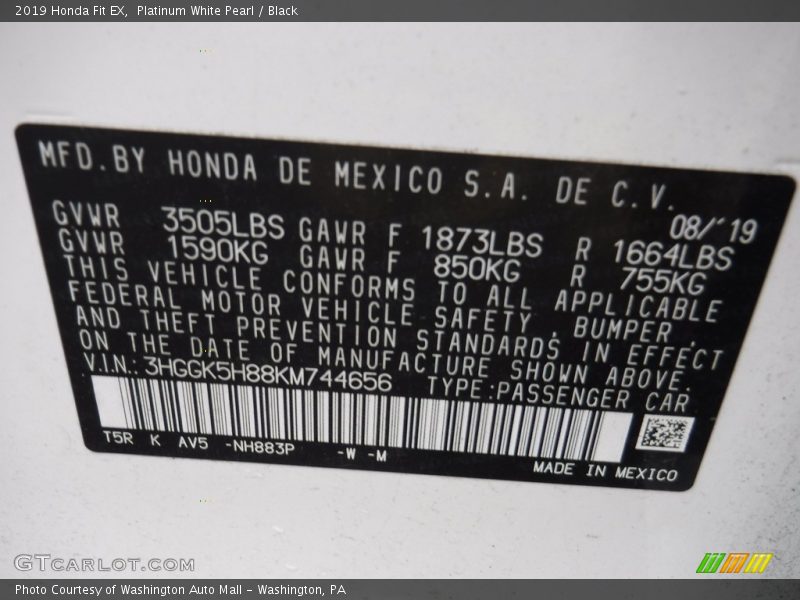 2019 Honda Fit EX,  Platinum White Pearl / Black
MFD.BY HONDA DE MEXICO S.A. DE C.V.
08/'19
GVWR 3505LBS GAWR F 1873LBS R 1664LBS
GVWR 1590KG GAWR F 850KG R 755KG
THIS VEHICLE CONFORMS TO ALL APPLICABLE
FEDERAL MOTOR VEHICLE SAFETY , BUMPER ,
AND THEFT PREVENTION STANDARDS IN EFFECT
ON THE DATE OF MANUFACTURE SHOWN ABOVE.
V.I.N.: 3HGGK5H88KM744656 TYPE:PASSENGER CAR
T5R K AV5 -NH883P -W -M
MADE IN MEXICO
GTCARLOT.COM
Photo Courtesy of Washington Auto Mall - Washington, PA